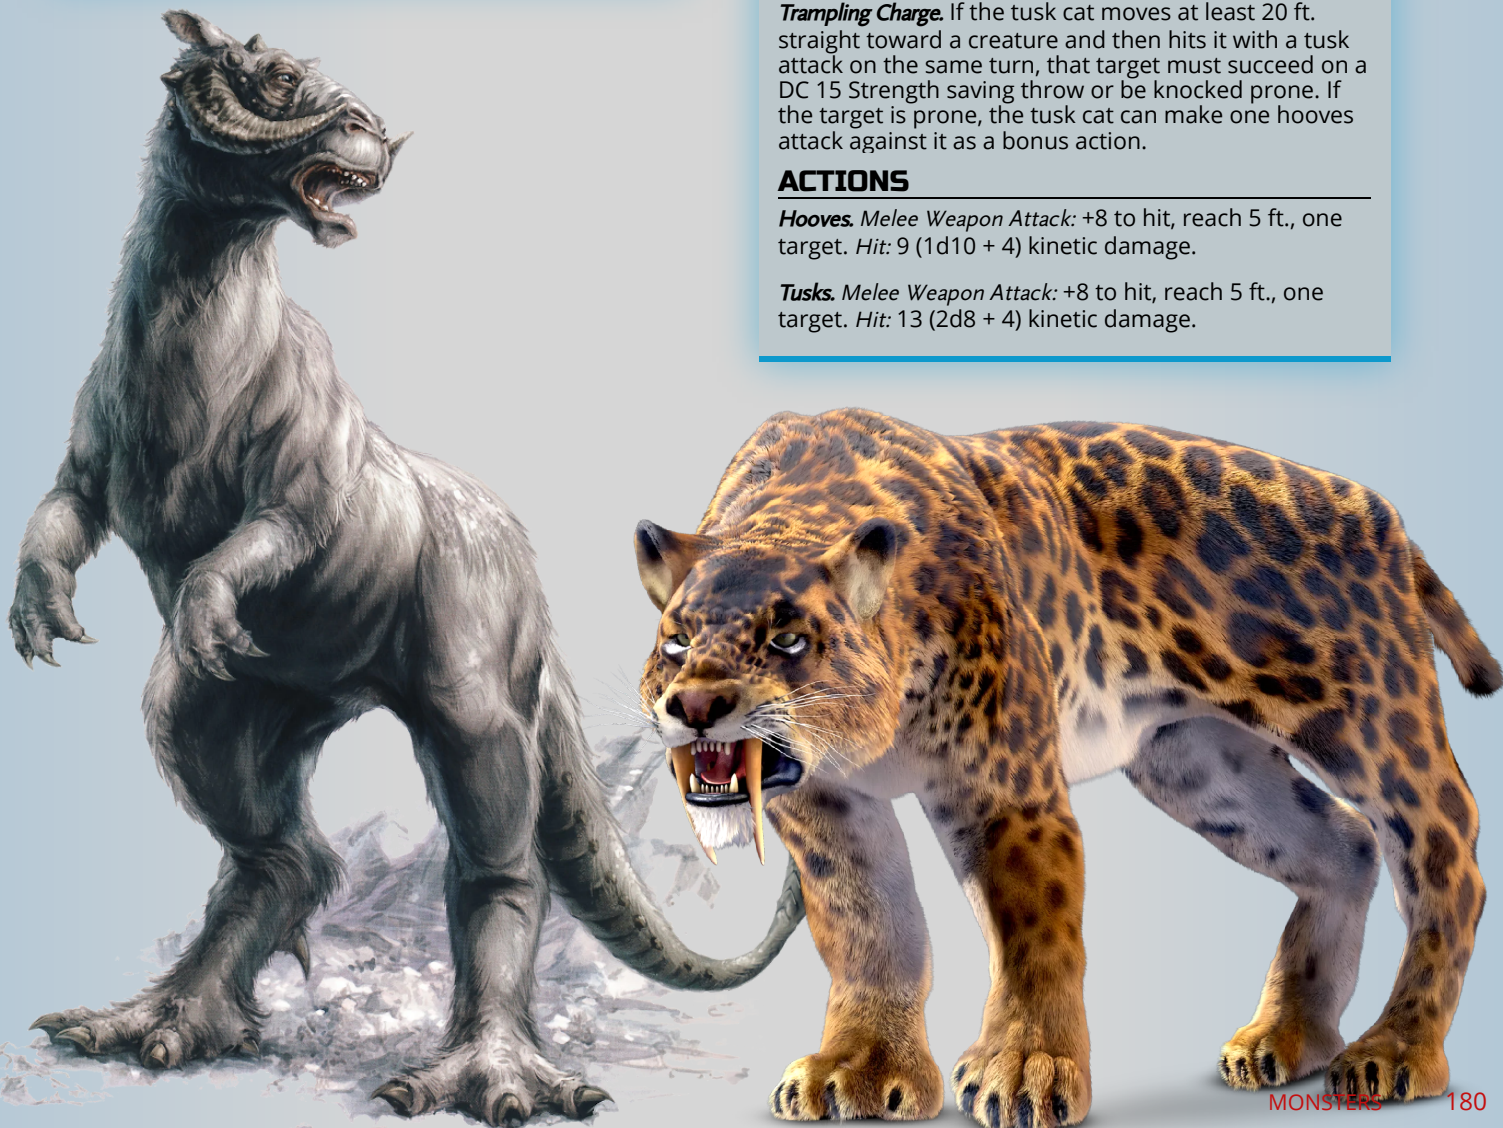 Trampling Charge. If the tusk cat moves at least 20 ft.
straight toward a creature and then hits it with a tusk
attack on the same turn, that target must succeed on a
DC 15 Strength saving throw or be knocked prone. If
the target is prone, the tusk cat can make one hooves
attack against it as a bonus action.
ACTIONS
Hooves. Melee Weapon Attack: +8 to hit, reach 5 ft., one
target. Hit: 9 (1d10 + 4) kinetic damage.
Tusks. Melee Weapon Attack: +8 to hit, reach 5 ft., one
target. Hit: 13 (2d8 + 4) kinetic damage.
MONSTERS 180